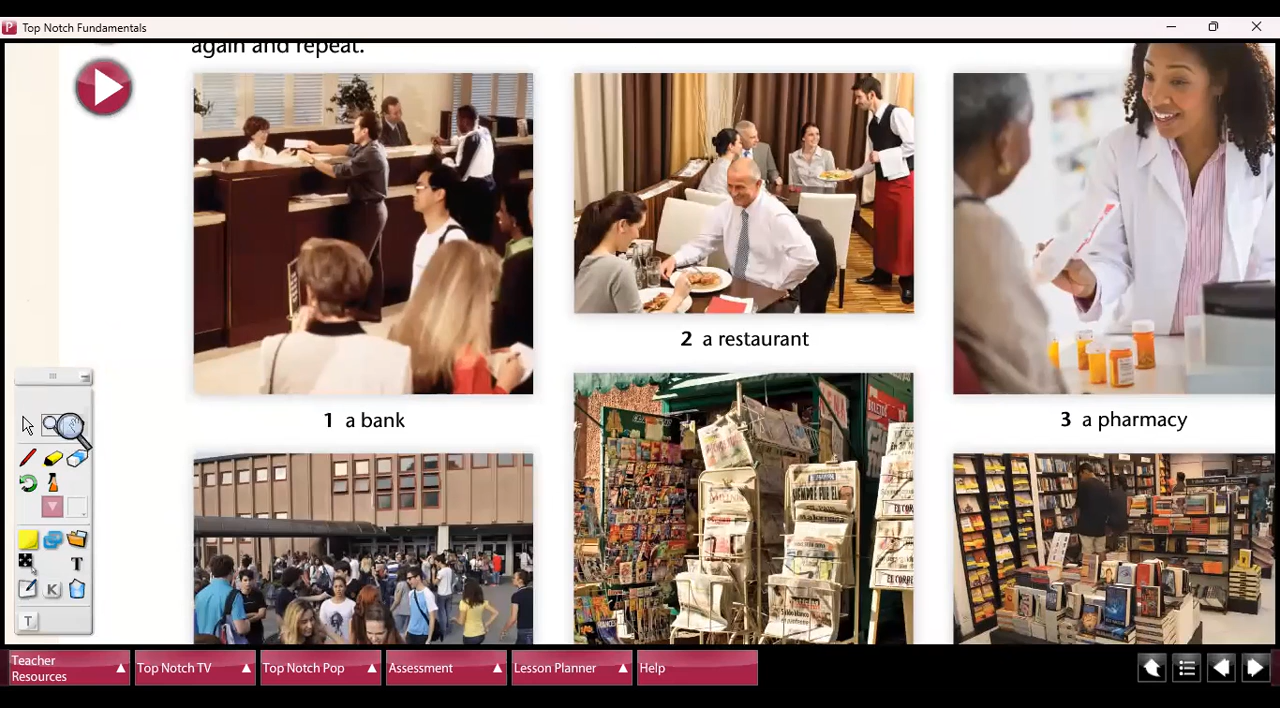 Top Notch Fundamentals
again and repeat.
1 a bank
2 a restaurant
3 a pharmacy
Teacher
Resources
Top Notch TV
Top Notch Pop
Assessment
Lesson Planner
Help
T
K
T